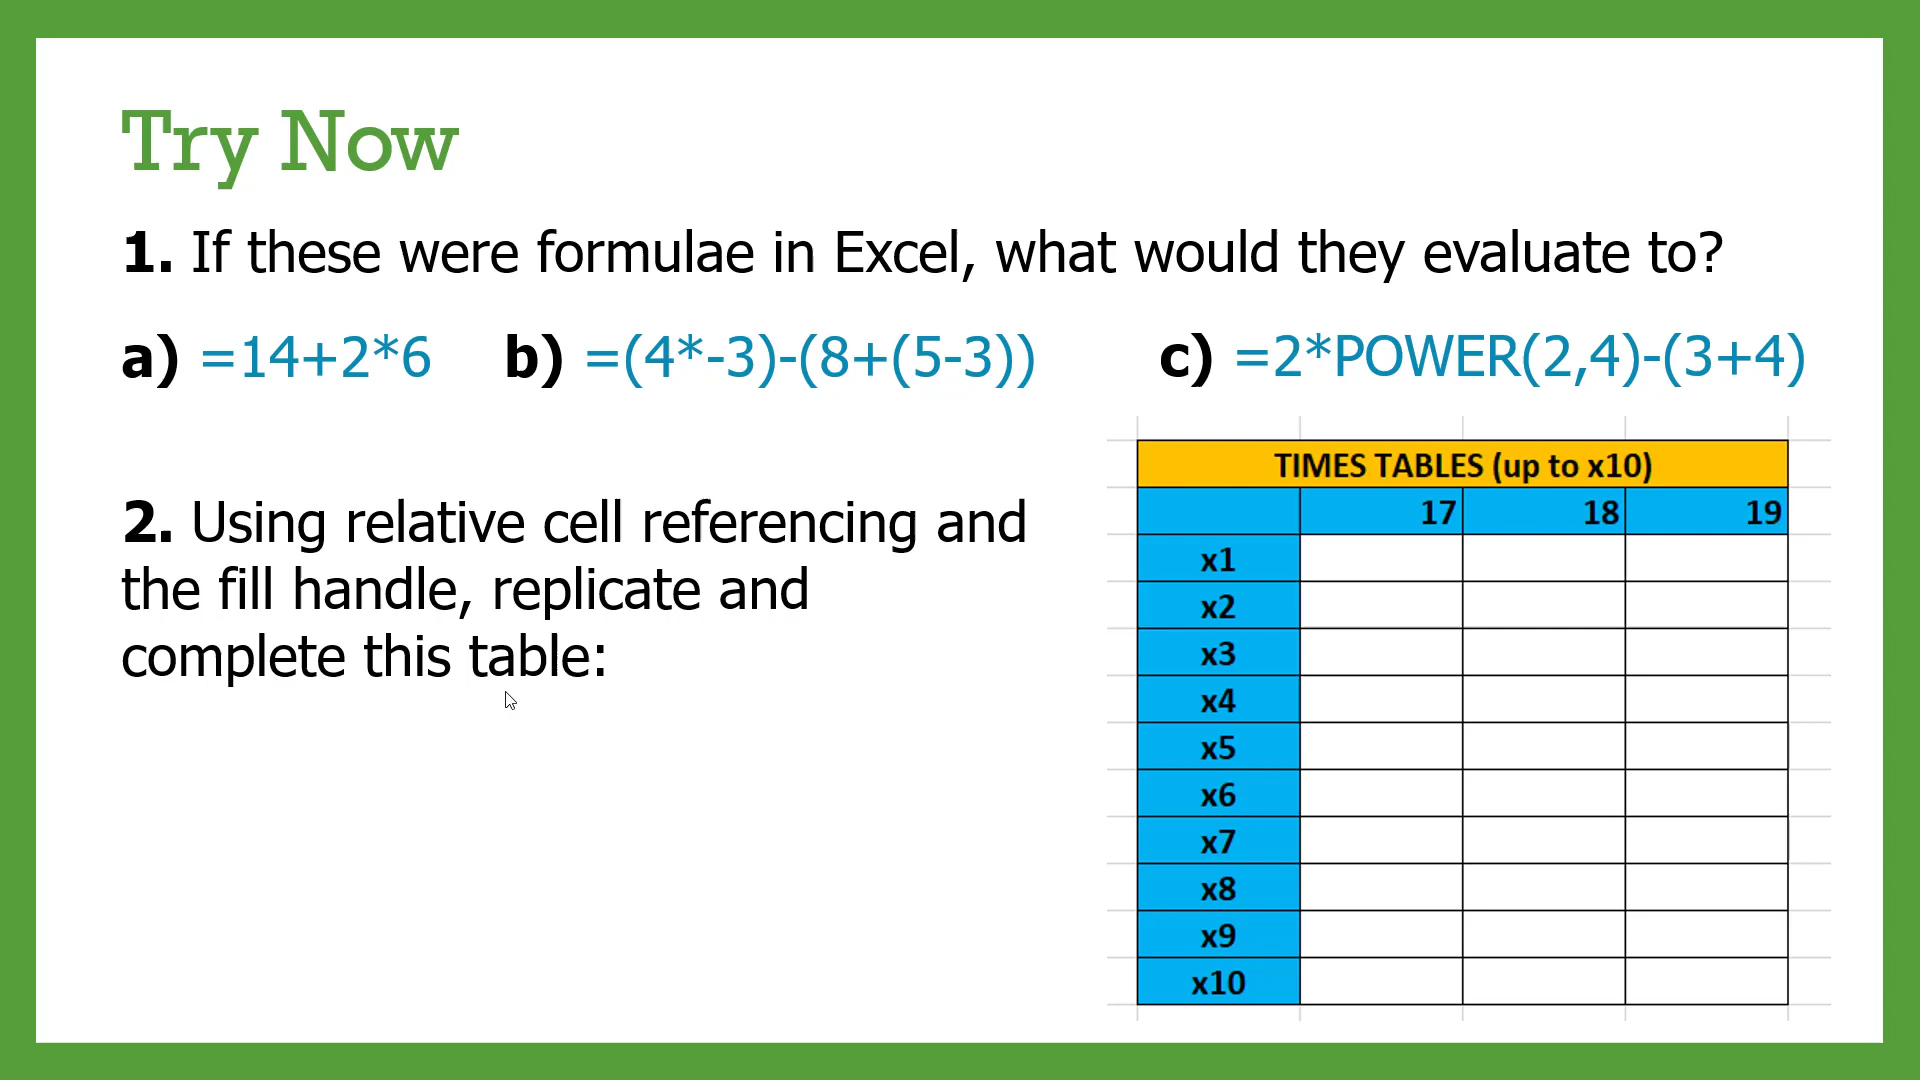 Try Now
1. If these were formulae in Excel, what would they evaluate to?
a) =14+2*6 b) =(4*-3)-(8+(5-3)) c) =2*POWER(2,4)-(3+4)
2. Using relative cell referencing and
the fill handle, replicate and
complete this table:
TIMES TABLES (up to x10)
17 18 19
x1
x2
x3
x4
x5
x6
x7
x8
x9
x10